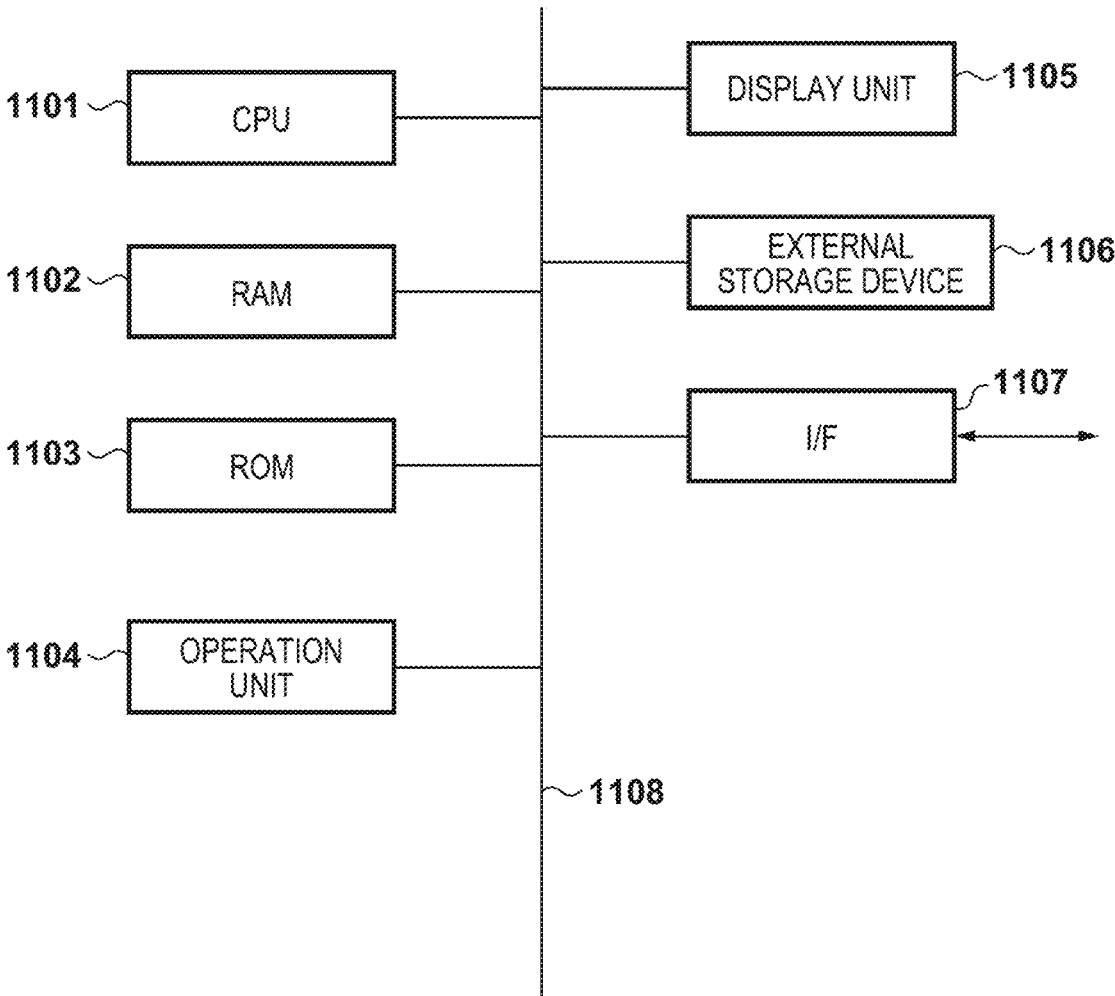 1101
CPU
1102
RAM
1103
ROM
1104
OPERATION
UNIT
DISPLAY UNIT
1105
EXTERNAL
STORAGE DEVICE
1106
I/F
1107
1108